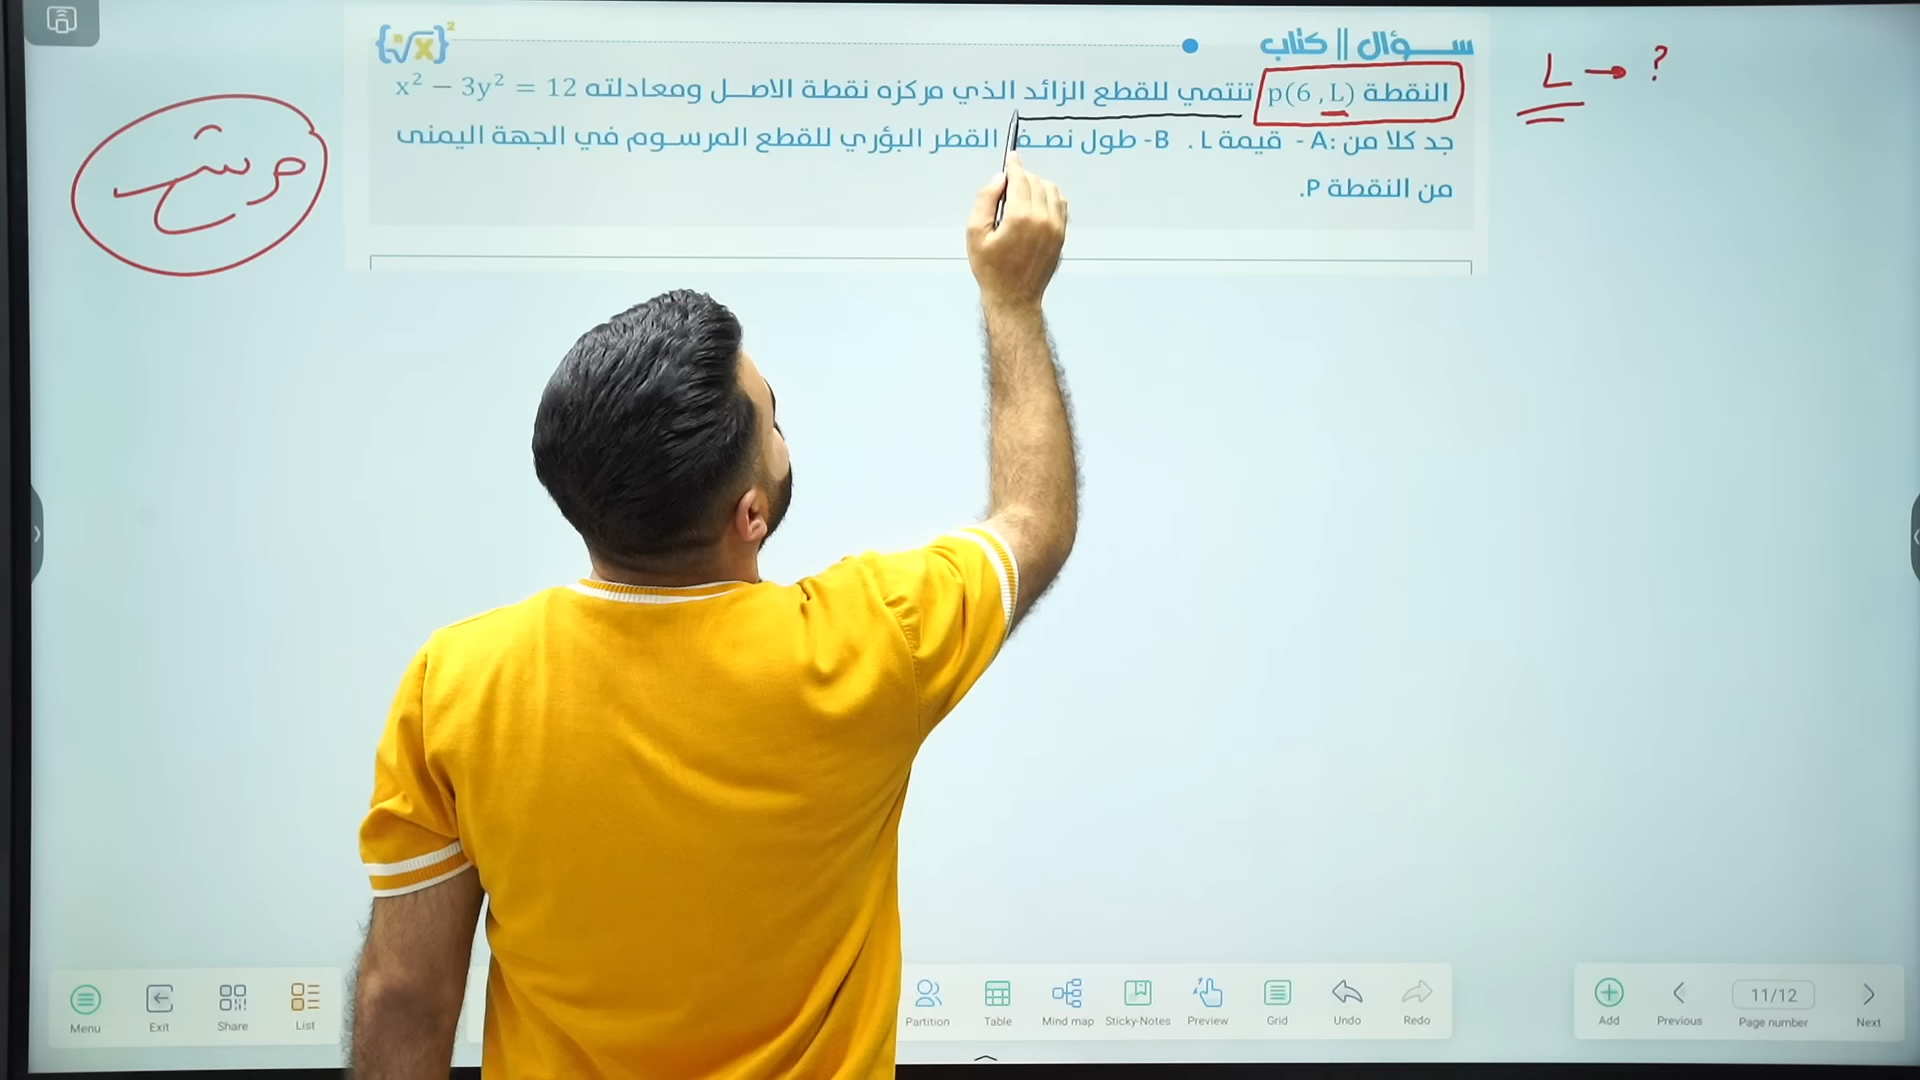 سؤال || كتاب
{ⁿ√x}²
النقطة p(6 , L) تنتمي للقطع الزائد الذي مركزه نقطة الاصل ومعادلته x² − 3y² = 12
جد كلا من :A - قيمة L . B- طول نصف القطر البؤري للقطع المرسوم في الجهة اليمنى
من النقطة P.
L → ?
Menu
Exit
Share
List
Partition
Table
Mind map
Sticky-Notes
Preview
Grid
Undo
Redo
Add
Previous
11/12
Page number
Next